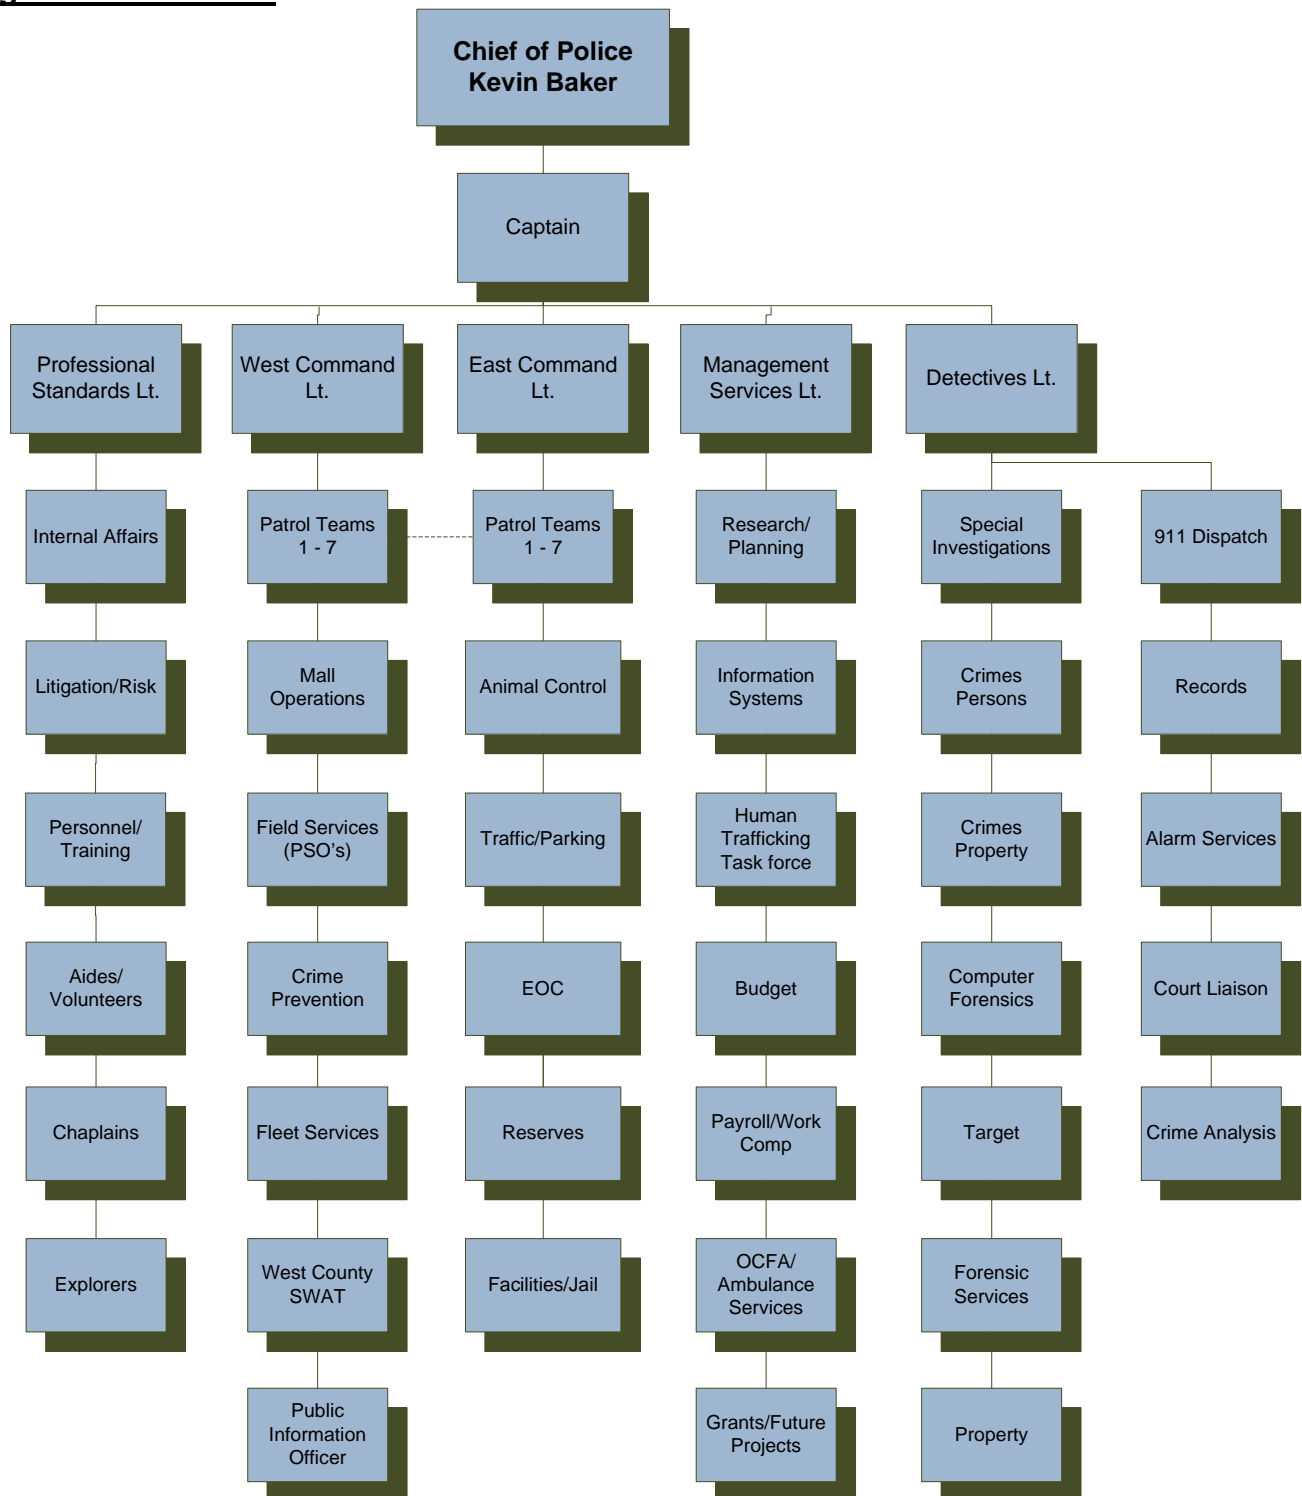 Chief of Police
Kevin Baker
Captain
Professional
Standards Lt.
West Command
Lt.
East Command
Lt.
Management
Services Lt.
Detectives Lt.
Internal Affairs
Patrol Teams
1 - 7
Patrol Teams
1 - 7
Research/
Planning
Special
Investigations
911 Dispatch
Litigation/Risk
Mall
Operations
Animal Control
Information
Systems
Crimes
Persons
Records
Personnel/
Training
Field Services
(PSO’s)
Traffic/Parking
Human
Trafficking
Task force
Crimes
Property
Alarm Services
Aides/
Volunteers
Crime
Prevention
EOC
Budget
Computer
Forensics
Court Liaison
Chaplains
Fleet Services
Reserves
Payroll/Work
Comp
Target
Crime Analysis
Explorers
West County
SWAT
Facilities/Jail
OCFA/
Ambulance
Services
Forensic
Services
Public
Information
Officer
Grants/Future
Projects
Property